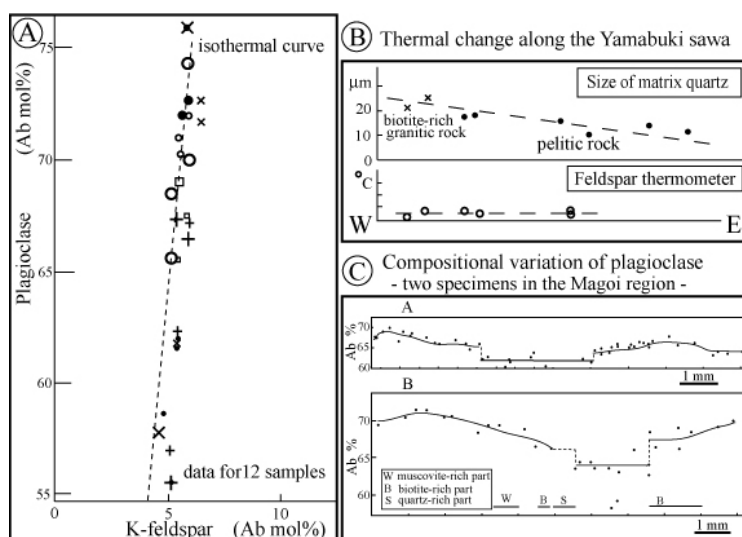 A
75
isothermal curve
Plagioclase (Ab mol%)
70
65
60
data for12 samples
55
0 5 10
K-feldspar (Ab mol%)
B Thermal change along the Yamabuki sawa
μm
Size of matrix quartz
20
biotite-rich
granitic rock
10
pelitic rock
0
°C
Feldspar thermometer
W E
C Compositional variation of plagioclase
- two specimens in the Magoi region -
A
Ab %
70
65
60
1 mm
B
Ab %
70
65
60
W muscovite-rich part
B biotite-rich part
S quartz-rich part
W B S B
1 mm